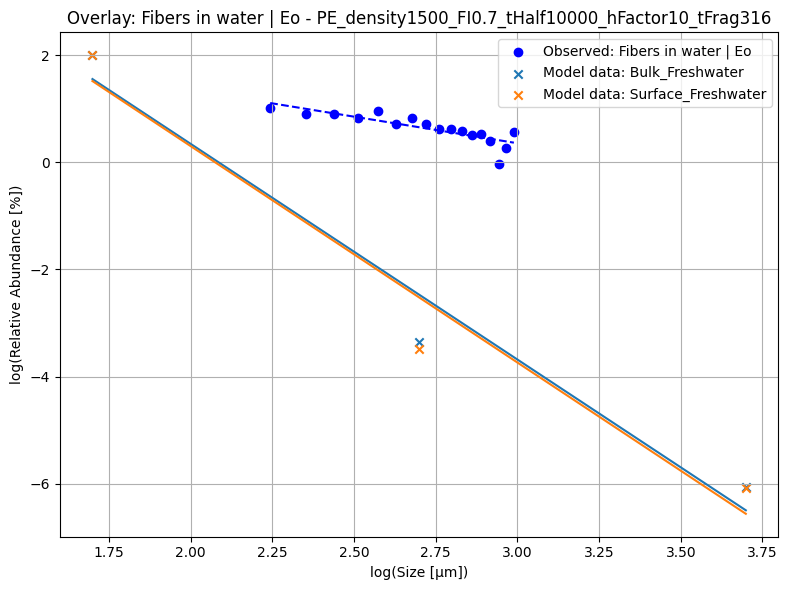 Overlay: Fibers in water | Eo - PE_density1500_FI0.7_tHalf10000_hFactor10_tFrag316
Observed: Fibers in water | Eo
Model data: Bulk_Freshwater
Model data: Surface_Freshwater
log(Relative Abundance [%])
2
0
−2
−4
−6
1.75 2.00 2.25 2.50 2.75 3.00 3.25 3.50 3.75
log(Size [μm])